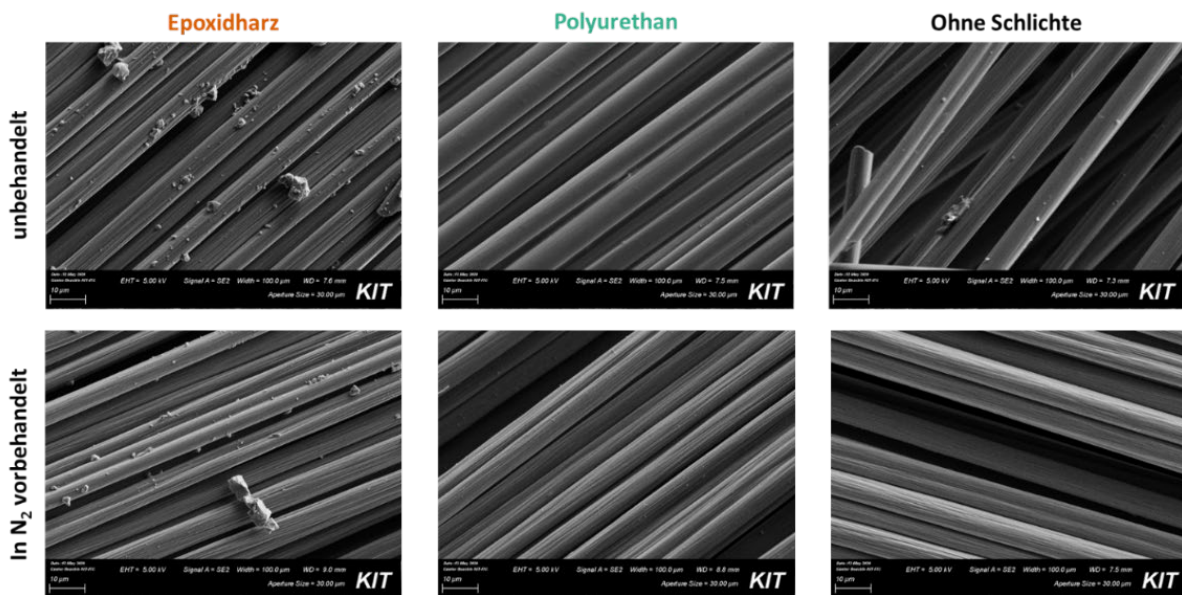 Epoxidharz
Polyurethan
Ohne Schlichte
unbehandelt
EHT = 5.00 kV Signal A = SE2 Width = 100.0 µm WD = 7.6 mm
10 µm Aperture Size = 30.00 µm KIT
EHT = 5.00 kV Signal A = SE2 Width = 100.0 µm WD = 7.5 mm
10 µm Aperture Size = 30.00 µm KIT
EHT = 5.00 kV Signal A = SE2 Width = 100.0 µm WD = 7.3 mm
10 µm Aperture Size = 30.00 µm KIT
In N₂ vorbehandelt
EHT = 5.00 kV Signal A = SE2 Width = 100.0 µm WD = 9.0 mm
10 µm Aperture Size = 30.00 µm KIT
EHT = 5.00 kV Signal A = SE2 Width = 100.0 µm WD = 8.8 mm
10 µm Aperture Size = 30.00 µm KIT
EHT = 5.00 kV Signal A = SE2 Width = 100.0 µm WD = 7.5 mm
10 µm Aperture Size = 30.00 µm KIT